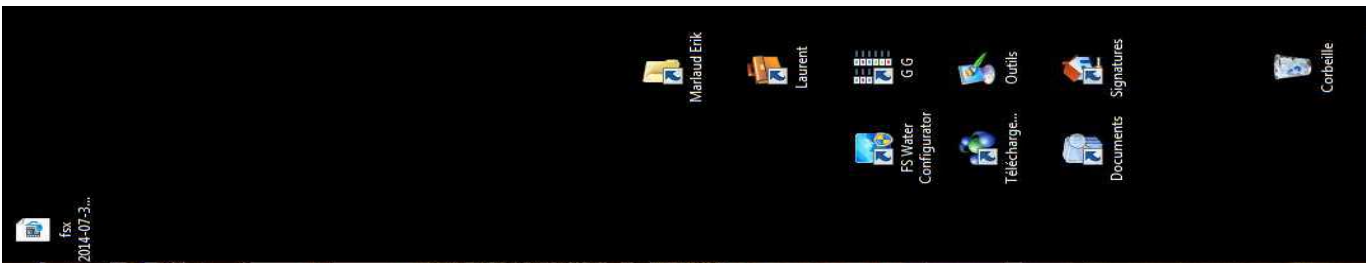 fsx
2014-07-3...
Marlaud Erik
Laurent
FS Water
Configurator
G G
Télécharge...
Outils
Documents
Signatures
Corbeille